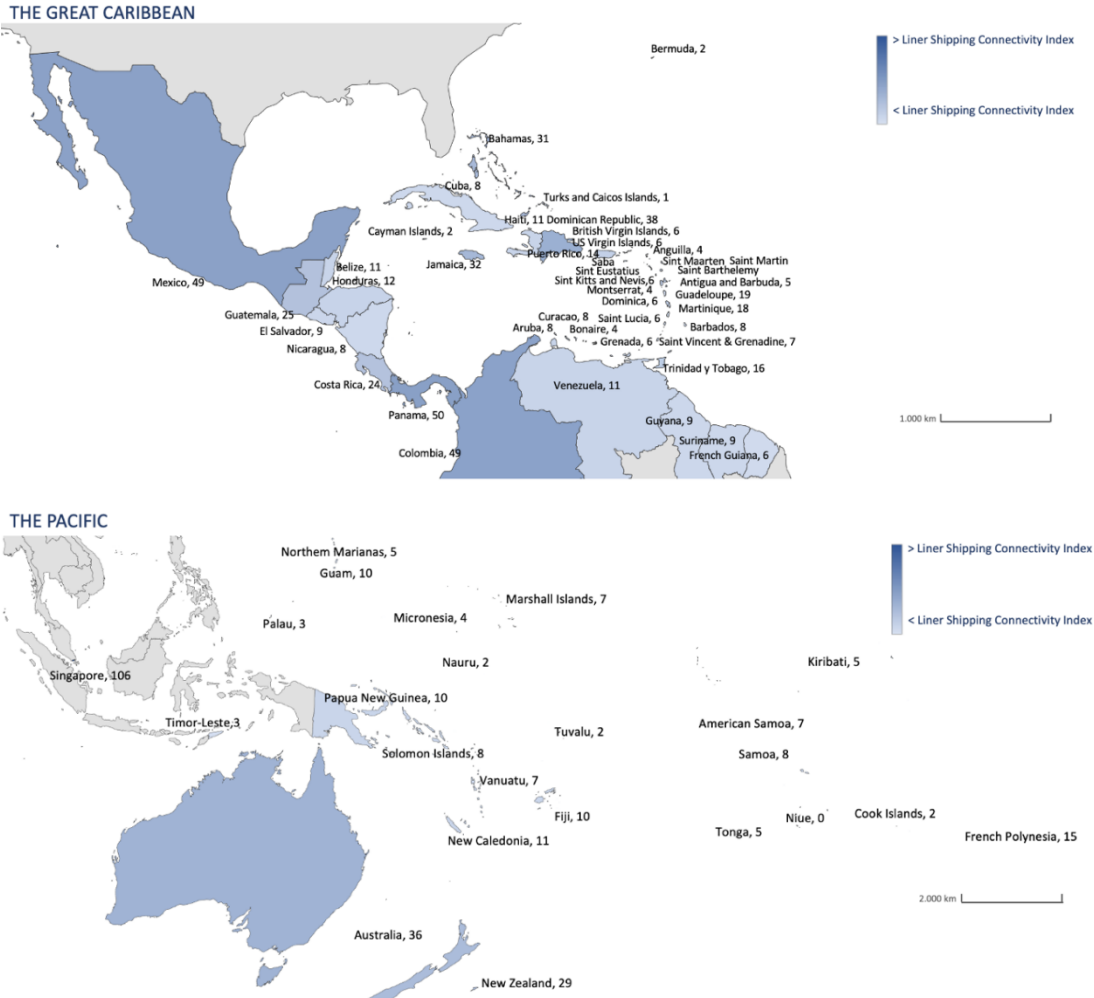 THE GREAT CARIBBEAN
> Liner Shipping Connectivity Index
Bermuda, 2
< Liner Shipping Connectivity Index
Bahamas, 31
Cuba, 8
Turks and Caicos Islands, 1
Haiti, 11 Dominican Republic, 38
Cayman Islands, 2
British Virgin Islands, 6
US Virgin Islands, 6
Puerto Rico, 14
Anguilla, 4
Saba
Sint Maarten Saint Martin
Jamaica, 32
Belize, 11
Sint Eustatius
Saint Barthelemy
Mexico, 49
Honduras, 12
Sint Kitts and Nevis,6
Antigua and Barbuda, 5
Montserrat, 4
Guadeloupe, 19
Dominica, 6
Martinique, 18
Guatemala, 25
Curacao, 8
Saint Lucia, 6
El Salvador, 9
Aruba, 8
Bonaire, 4
Barbados, 8
Nicaragua, 8
Grenada, 6
Saint Vincent & Grenadine, 7
Trinidad y Tobago, 16
Costa Rica, 24
Venezuela, 11
Panama, 50
Guyana, 9
1.000 km
Suriname, 9
Colombia, 49
French Guiana, 6
THE PACIFIC
> Liner Shipping Connectivity Index
Northem Marianas, 5
Guam, 10
Marshall Islands, 7
Micronesia, 4
Palau, 3
< Liner Shipping Connectivity Index
Nauru, 2
Kiribati, 5
Singapore, 106
Papua New Guinea, 10
Timor-Leste,3
American Samoa, 7
Tuvalu, 2
Solomon Islands, 8
Samoa, 8
Vanuatu, 7
Fiji, 10
Niue, 0
Cook Islands, 2
Tonga, 5
French Polynesia, 15
New Caledonia, 11
2.000 km
Australia, 36
New Zealand, 29